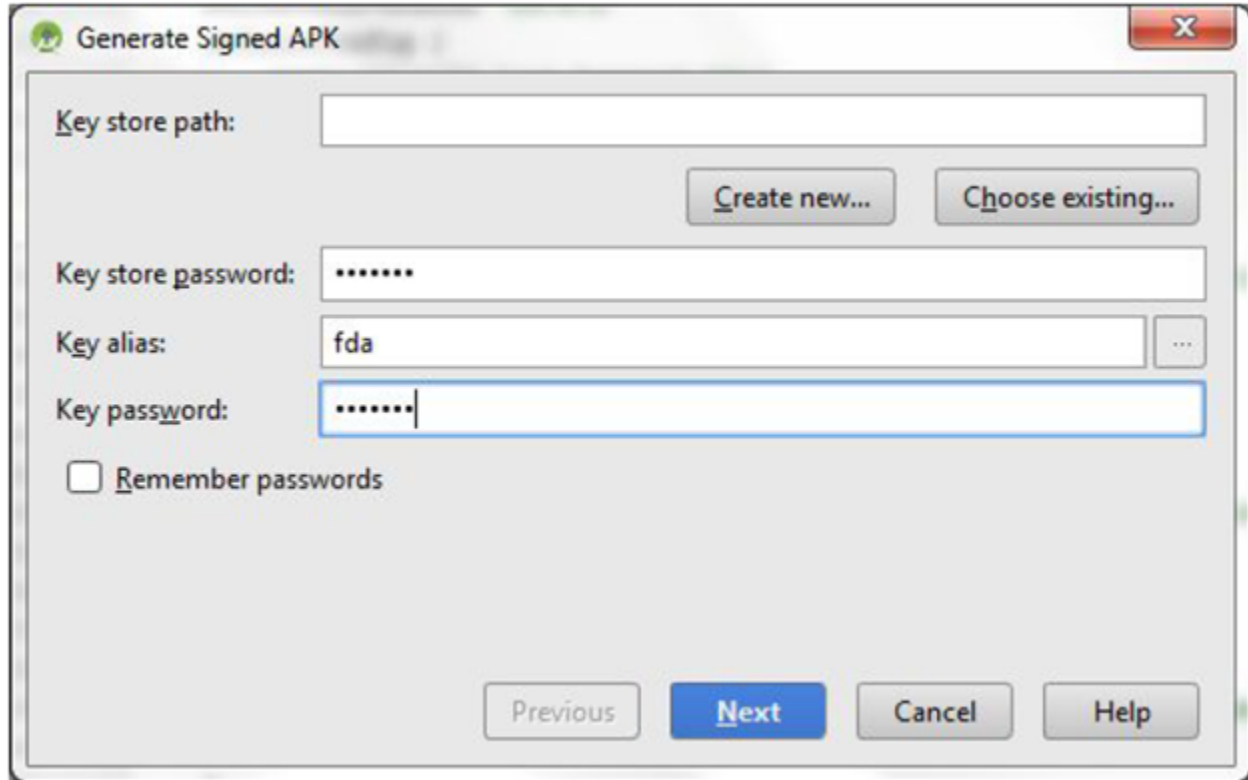 Generate Signed APK
Key store path:
Create new... Choose existing...
Key store password: •••••••
Key alias: fda ...
Key password: •••••••
Remember passwords
Previous Next Cancel Help